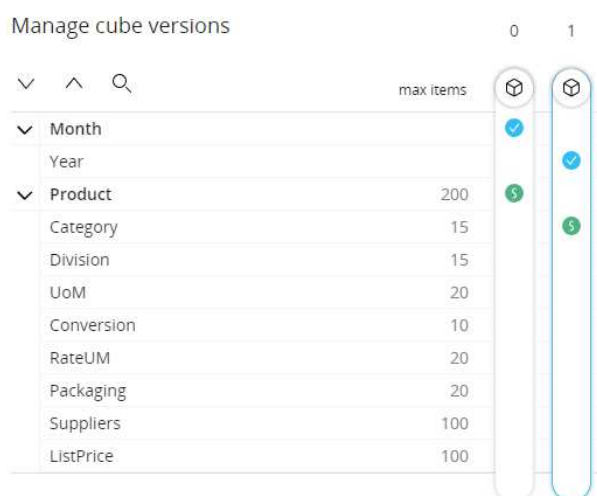 Manage cube versions 0 1
max items
Month
Year
Product 200 S
Category 15 S
Division 15
UoM 20
Conversion 10
RateUM 20
Packaging 20
Suppliers 100
ListPrice 100